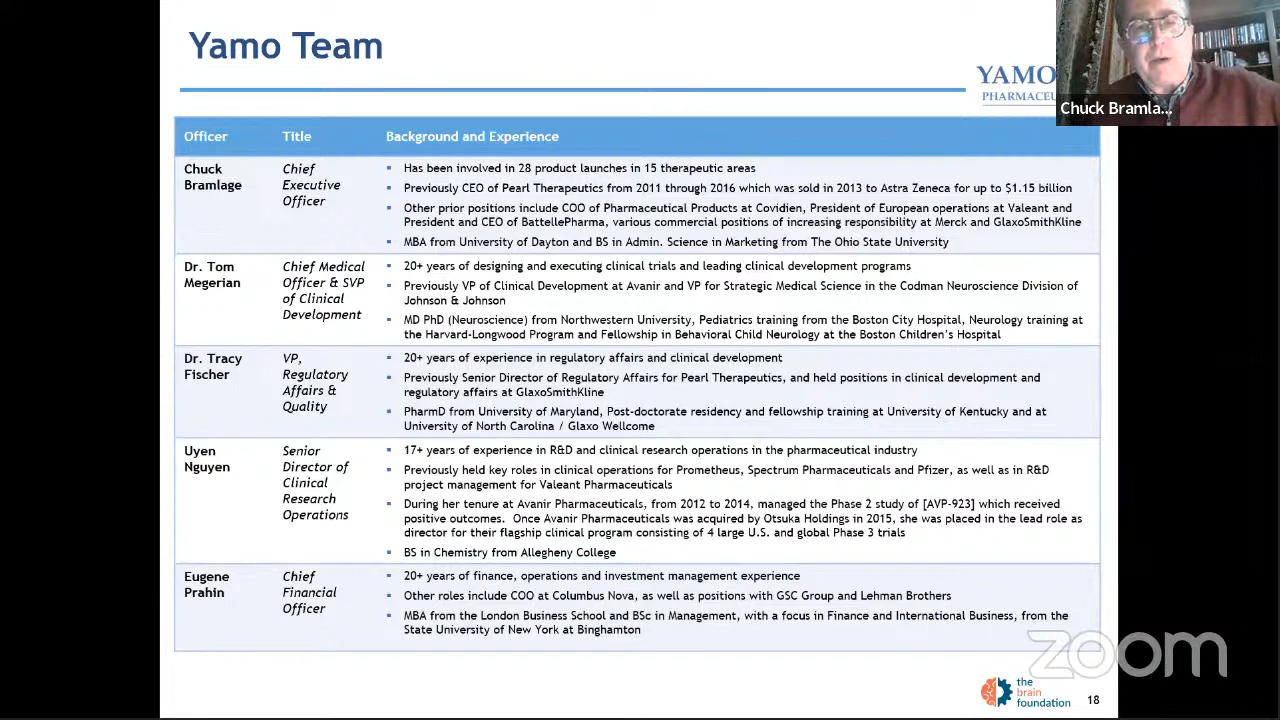 Yamo Team
YAMO
PHARMACEU
Chuck Bramla...
Officer
Title
Background and Experience
Chuck
Bramlage
Chief
Executive
Officer
Has been involved in 28 product launches in 15 therapeutic areas
Previously CEO of Pearl Therapeutics from 2011 through 2016 which was sold in 2013 to Astra Zeneca for up to $1.15 billion
Other prior positions include COO of Pharmaceutical Products at Covidien, President of European operations at Valeant and
President and CEO of BattellePharma, various commercial positions of increasing responsibility at Merck and GlaxoSmithKline
MBA from University of Dayton and BS in Admin. Science in Marketing from The Ohio State University
Dr. Tom
Megerian
Chief Medical
Officer & SVP
of Clinical
Development
20+ years of designing and executing clinical trials and leading clinical development programs
Previously VP of Clinical Development at Avanir and VP for Strategic Medical Science in the Codman Neuroscience Division of
Johnson & Johnson
MD PhD (Neuroscience) from Northwestern University, Pediatrics training from the Boston City Hospital, Neurology training at
the Harvard-Longwood Program and Fellowship in Behavioral Child Neurology at the Boston Children's Hospital
Dr. Tracy
Fischer
VP,
Regulatory
Affairs &
Quality
20+ years of experience in regulatory affairs and clinical development
Previously Senior Director of Regulatory Affairs for Pearl Therapeutics, and held positions in clinical development and
regulatory affairs at GlaxoSmithKline
PharmD from University of Maryland, Post-doctorate residency and fellowship training at University of Kentucky and at
University of North Carolina / Glaxo Wellcome
Uyen
Nguyen
Senior
Director of
Clinical
Research
Operations
17+ years of experience in R&D and clinical research operations in the pharmaceutical industry
Previously held key roles in clinical operations for Prometheus, Spectrum Pharmaceuticals and Pfizer, as well as in R&D
project management for Valeant Pharmaceuticals
During her tenure at Avanir Pharmaceuticals, from 2012 to 2014, managed the Phase 2 study of [AVP-923] which received
positive outcomes. Once Avanir Pharmaceuticals was acquired by Otsuka Holdings in 2015, she was placed in the lead role as
director for their flagship clinical program consisting of 4 large U.S. and global Phase 3 trials
BS in Chemistry from Allegheny College
Eugene
Prahin
Chief
Financial
Officer
20+ years of finance, operations and investment management experience
Other roles include COO at Columbus Nova, as well as positions with GSC Group and Lehman Brothers
MBA from the London Business School and BSc in Management, with a focus in Finance and International Business, from the
State University of New York at Binghamton
zoom
the
brain
foundation
18